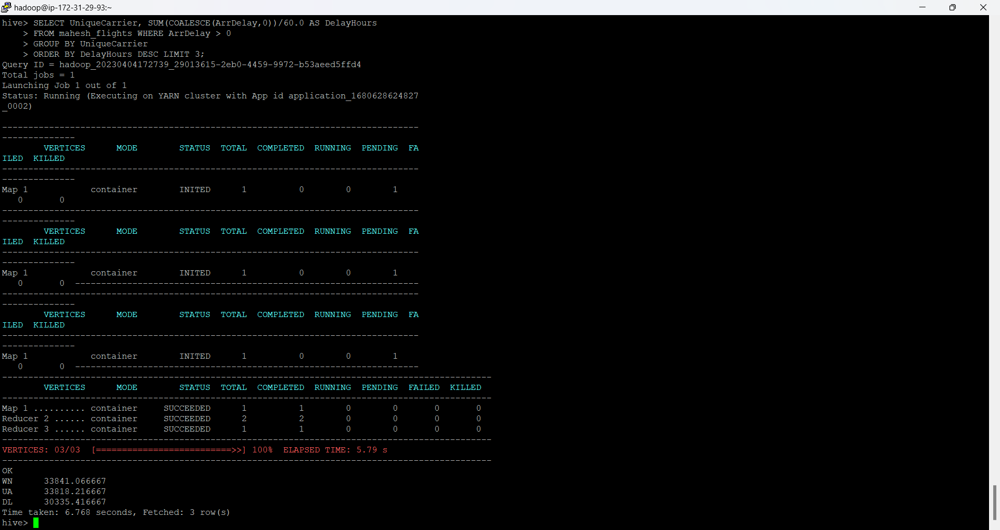 hadoop@ip-172-31-29-93:~
hive> SELECT UniqueCarrier, SUM(COALESCE(ArrDelay,0))/60.0 AS DelayHours
    > FROM mahesh_flights WHERE ArrDelay > 0
    > GROUP BY UniqueCarrier
    > ORDER BY DelayHours DESC LIMIT 3;
Query ID = hadoop_20230404172739_29013615-2eb0-4459-9972-b53aeed5ffd4
Total jobs = 1
Launching Job 1 out of 1
Status: Running (Executing on YARN cluster with App id application_1680628624827
_0002)
--------------------------------------------------------------------------------
--------------
        VERTICES      MODE        STATUS  TOTAL  COMPLETED  RUNNING  PENDING  FA
ILED  KILLED
--------------------------------------------------------------------------------
--------------
Map 1            container        INITED      1          0        0        1
   0       0
--------------------------------------------------------------------------------
--------------
        VERTICES      MODE        STATUS  TOTAL  COMPLETED  RUNNING  PENDING  FA
ILED  KILLED
--------------------------------------------------------------------------------
--------------
Map 1            container        INITED      1          0        0        1
   0       0  ------------------------------------------------------------------
--------------------------------------------------------------------------------
--------------
        VERTICES      MODE        STATUS  TOTAL  COMPLETED  RUNNING  PENDING  FA
ILED  KILLED
--------------------------------------------------------------------------------
--------------
Map 1            container        INITED      1          0        0        1
   0       0  ------------------------------------------------------------------
----------------------------------------------------------------------------------------------
        VERTICES      MODE        STATUS  TOTAL  COMPLETED  RUNNING  PENDING  FAILED  KILLED
----------------------------------------------------------------------------------------------
Map 1 .......... container     SUCCEEDED      1          1        0        0       0       0
Reducer 2 ...... container     SUCCEEDED      2          2        0        0       0       0
Reducer 3 ...... container     SUCCEEDED      1          1        0        0       0       0
----------------------------------------------------------------------------------------------
VERTICES: 03/03  [==========================>>] 100%  ELAPSED TIME: 5.79 s
----------------------------------------------------------------------------------------------
OK
WN      33841.066667
UA      33818.216667
DL      30335.416667
Time taken: 6.768 seconds, Fetched: 3 row(s)
hive>